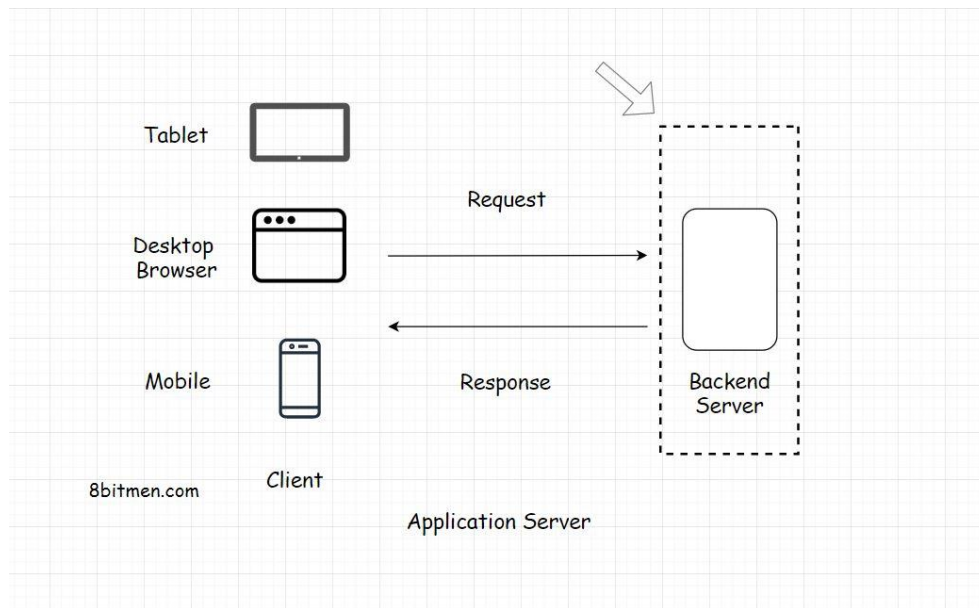 Tablet
Request
Desktop
Browser
Mobile
Response
Backend
Server
Client
8bitmen.com
Application Server